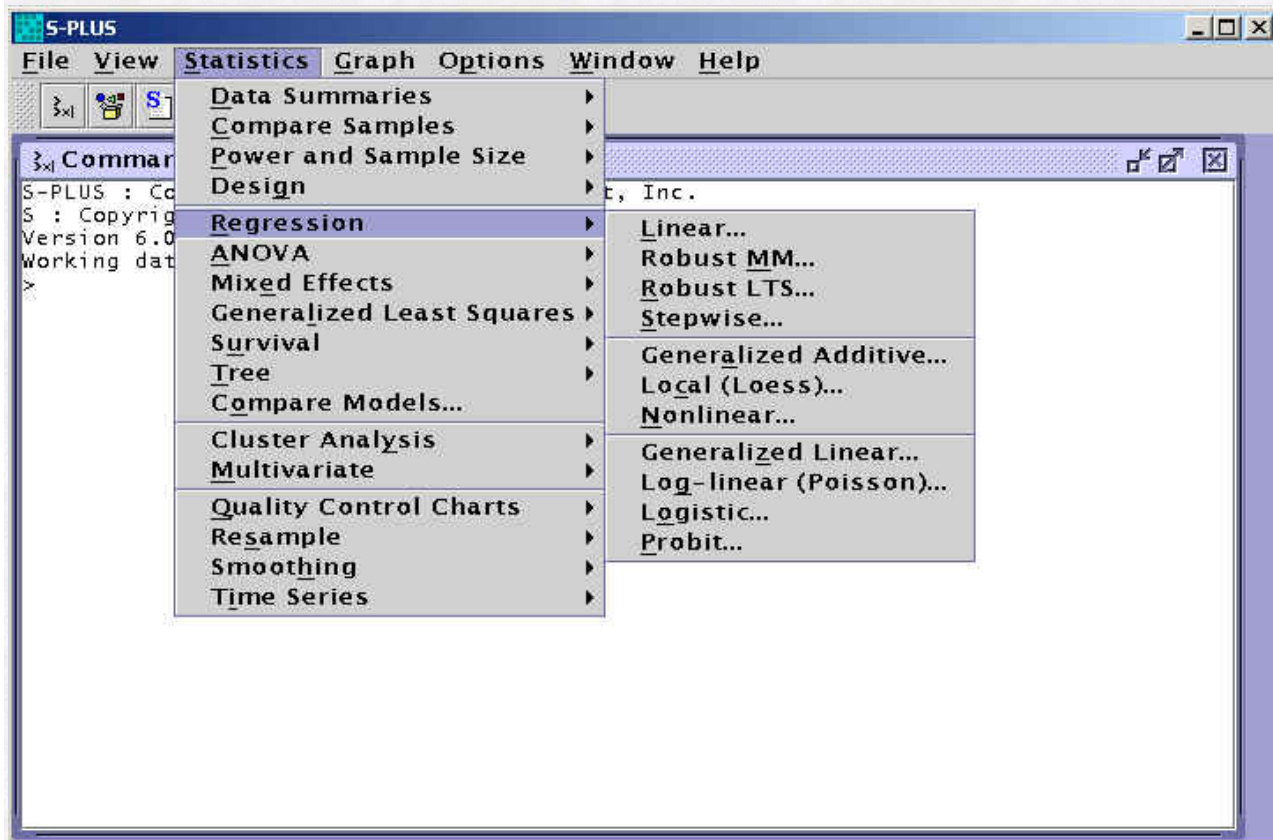 S-PLUS
File View Statistics Graph Options Window Help
Data Summaries
Compare Samples
Power and Sample Size
Design
Regression
ANOVA
Mixed Effects
Generalized Least Squares
Survival
Tree
Compare Models...
Cluster Analysis
Multivariate
Quality Control Charts
Resample
Smoothing
Time Series
Linear...
Robust MM...
Robust LTS...
Stepwise...
Generalized Additive...
Local (Loess)...
Nonlinear...
Generalized Linear...
Log-linear (Poisson)...
Logistic...
Probit...
Commar
S-PLUS : Co t, Inc.
S : Copyrig
Version 6.0
Working dat
>